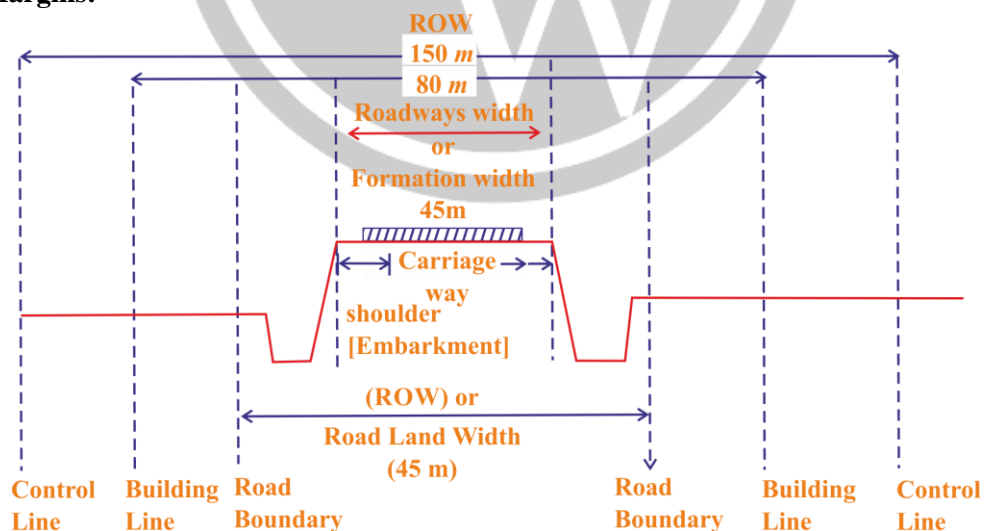 Margins:
ROW
150 m
80 m
Roadways width
or
Formation width
45m
Carriage
way
shoulder
[Embarkment]
(ROW) or
Road Land Width
(45 m)
Control Building Road Road Building Control
Line Line Boundary Boundary Line Line